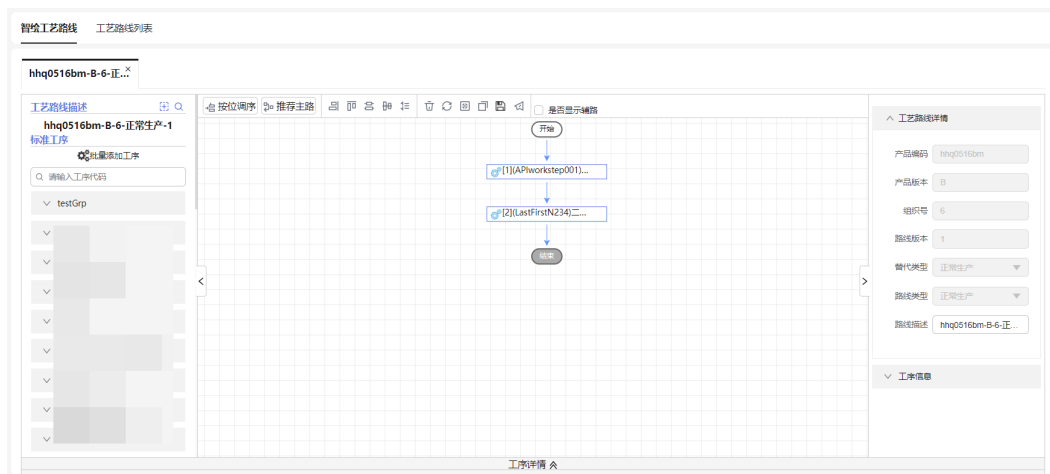 智绘工艺路线 工艺路线列表
hhq0516bm-B-6-正...
工艺路线描述
hhq0516bm-B-6-正常生产-1
标准工序
批量添加工序
请输入工序代码
testGrp
按位调序 推荐主路 是否显示辅路
开始
[1](APIworkstep001)...
[2](LastFirstN234)二...
结束
工艺路线详情
产品编码 hhq0516bm
产品版本 B
组织号 6
路线版本 1
替代类型 正常生产
路线类型 正常生产
路线描述 hhq0516bm-B-6-正...
工序信息
工序详情